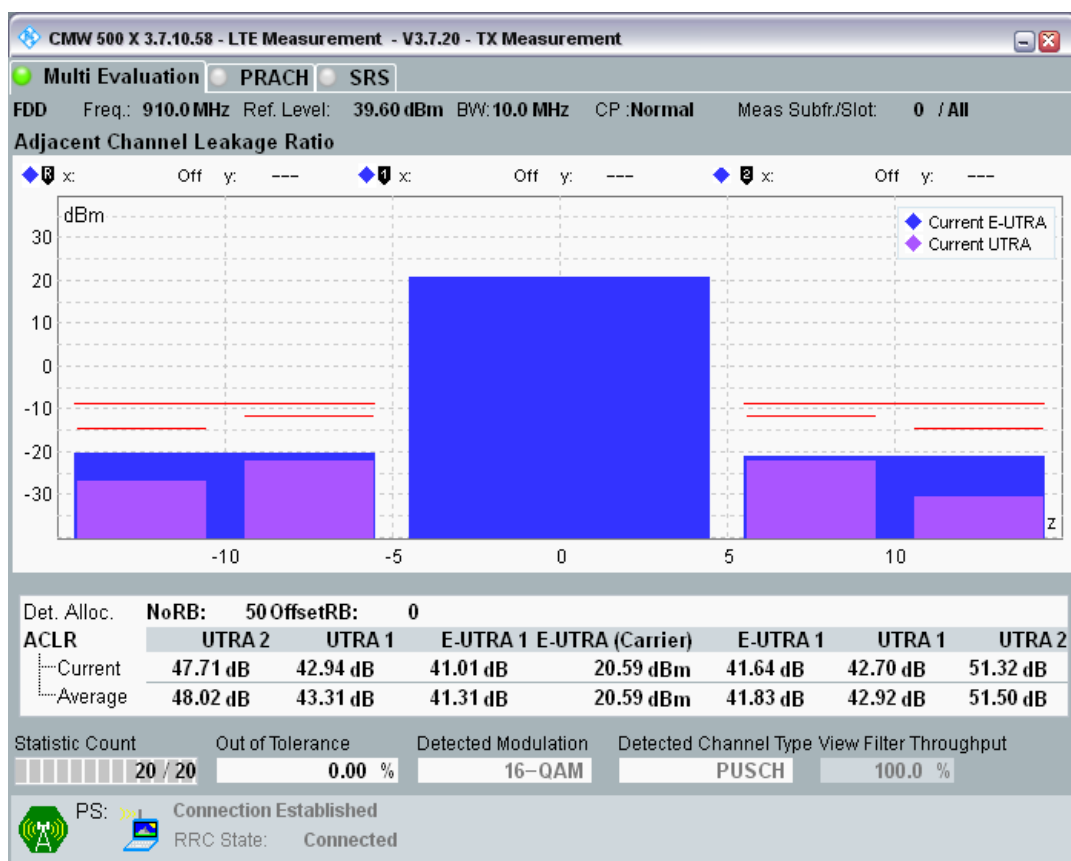 CMW 500 X 3.7.10.58 - LTE Measurement - V3.7.20 - TX Measurement
Multi Evaluation PRACH SRS
FDD Freq.: 910.0 MHz Ref. Level: 39.60 dBm BW: 10.0 MHz CP :Normal Meas Subfr./Slot: 0 / All
Adjacent Channel Leakage Ratio
R x: Off y: --- 1 x: Off y: --- 2 x: Off y: ---
dBm
Current E-UTRA
Current UTRA
30
20
10
0
-10
-20
-30
z
-10 -5 0 5 10
Det. Alloc. NoRB: 50 OffsetRB: 0
ACLR UTRA 2 UTRA 1 E-UTRA 1 E-UTRA (Carrier) E-UTRA 1 UTRA 1 UTRA 2
Current 47.71 dB 42.94 dB 41.01 dB 20.59 dBm 41.64 dB 42.70 dB 51.32 dB
Average 48.02 dB 43.31 dB 41.31 dB 20.59 dBm 41.83 dB 42.92 dB 51.50 dB
Statistic Count Out of Tolerance Detected Modulation Detected Channel Type View Filter Throughput
20 / 20 0.00 % 16-QAM PUSCH 100.0 %
PS: Connection Established
RRC State: Connected